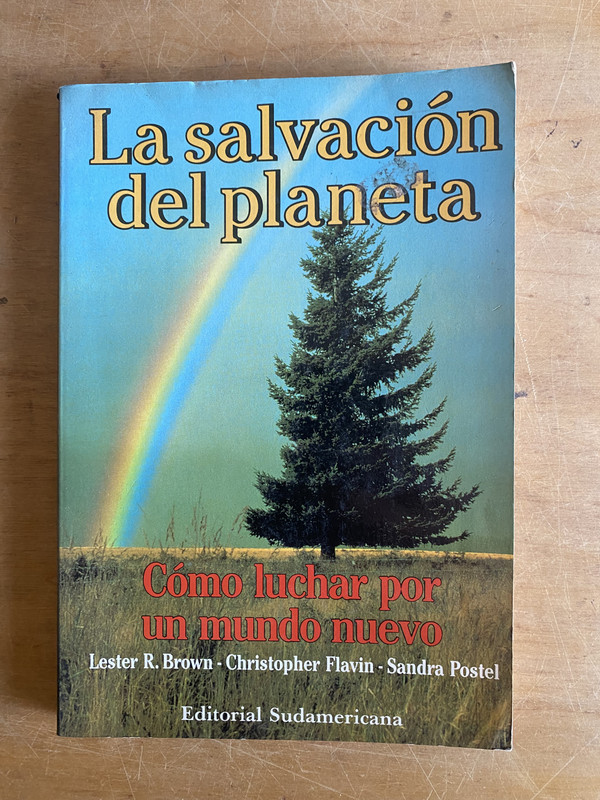 La salvación
del planeta
Cómo luchar por
un mundo nuevo
Lester R. Brown - Christopher Flavin - Sandra Postel
Editorial Sudamericana